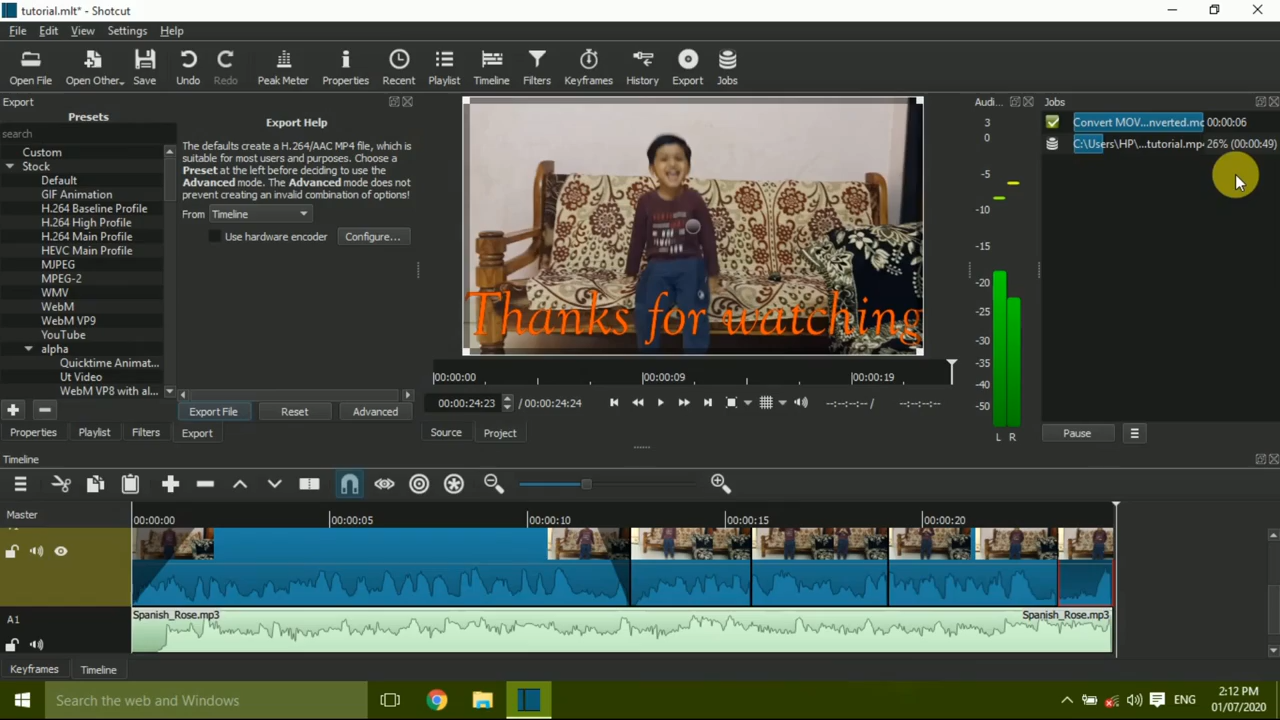 tutorial.mlt* - Shotcut
File Edit View Settings Help
Open File Open Other.. Save Undo Redo Peak Meter Properties Recent Playlist Timeline Filters Keyframes History Export Jobs
Export
Presets
search
Custom
Stock
Default
GIF Animation
H.264 Baseline Profile
H.264 High Profile
H.264 Main Profile
HEVC Main Profile
MJPEG
MPEG-2
WMV
WebM
WebM VP9
YouTube
alpha
Quicktime Animat...
Ut Video
WebM VP8 with al...
Export Help
The defaults create a H.264/AAC MP4 file, which is
suitable for most users and purposes. Choose a
Preset at the left before deciding to use the
Advanced mode. The Advanced mode does not
prevent creating an invalid combination of options!
From Timeline
Use hardware encoder Configure...
Export File Reset Advanced
Properties Playlist Filters Export
Thanks for watching
00:00:00 00:00:09 00:00:19
00:00:24:23 / 00:00:24:24 --:--:--:-- / --:--:--:--
Source Project
Audi...
3
0
-5
-10
-15
-20
-25
-30
-35
-40
-50
L R
Jobs
Convert MOV...nverted.mc 00:00:06
C:\Users\HP\...tutorial.mp 26% (00:00:49)
Pause
Timeline
Master
00:00:00 00:00:05 00:00:10 00:00:15 00:00:20
A1
Spanish_Rose.mp3 Spanish_Rose.mp3
Keyframes Timeline
Search the web and Windows
ENG
2:12 PM
01/07/2020